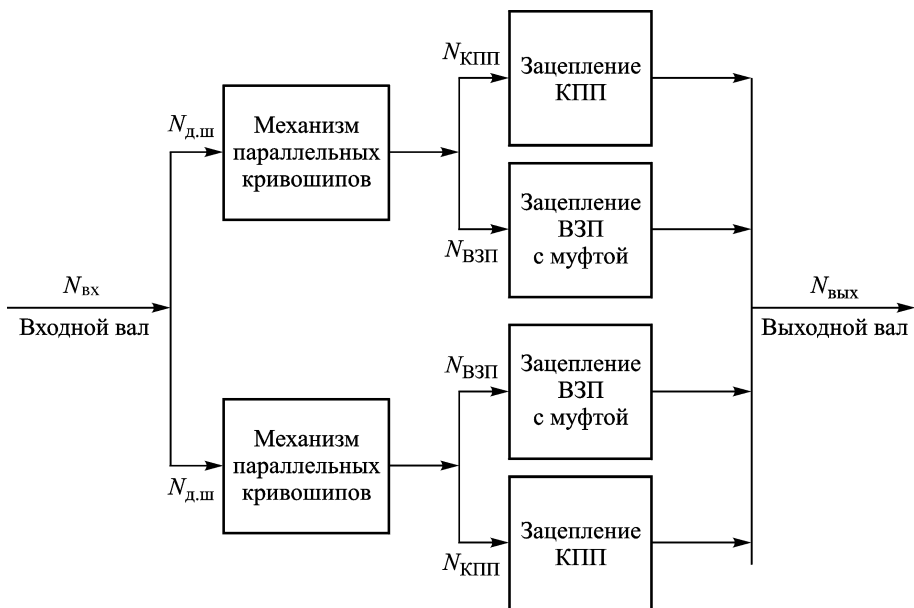 N_КПП
Зацепление
КПП
N_д.ш
Механизм
параллельных
кривошипов
Зацепление
ВЗП
с муфтой
N_ВЗП
N_вх
Входной вал
N_вых
Выходной вал
N_ВЗП
Зацепление
ВЗП
с муфтой
Механизм
параллельных
кривошипов
N_д.ш
Зацепление
КПП
N_КПП